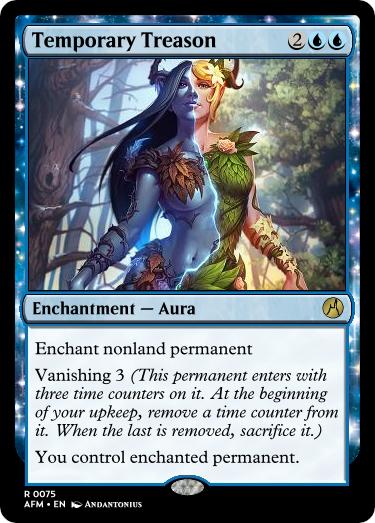 Temporary Treason 2
Enchantment — Aura
Enchant nonland permanent
Vanishing 3 (This permanent enters with
three time counters on it. At the beginning
of your upkeep, remove a time counter from
it. When the last is removed, sacrifice it.)
You control enchanted permanent.
R 0075
AFM • EN Andantonius